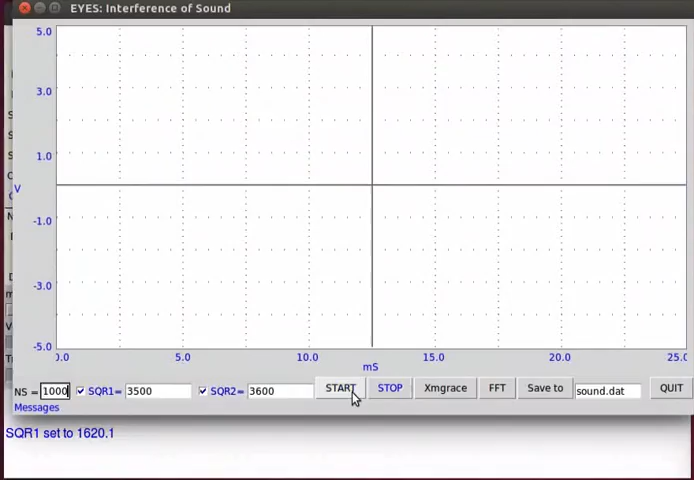 EYES: Interference of Sound
5.0
3.0
1.0
V
-1.0
-3.0
-5.0
0.0 5.0 10.0 15.0 20.0 25.0
mS
NS = 1000 SQR1= 3500 SQR2= 3600 START STOP Xmgrace FFT Save to sound.dat QUIT
Messages
SQR1 set to 1620.1